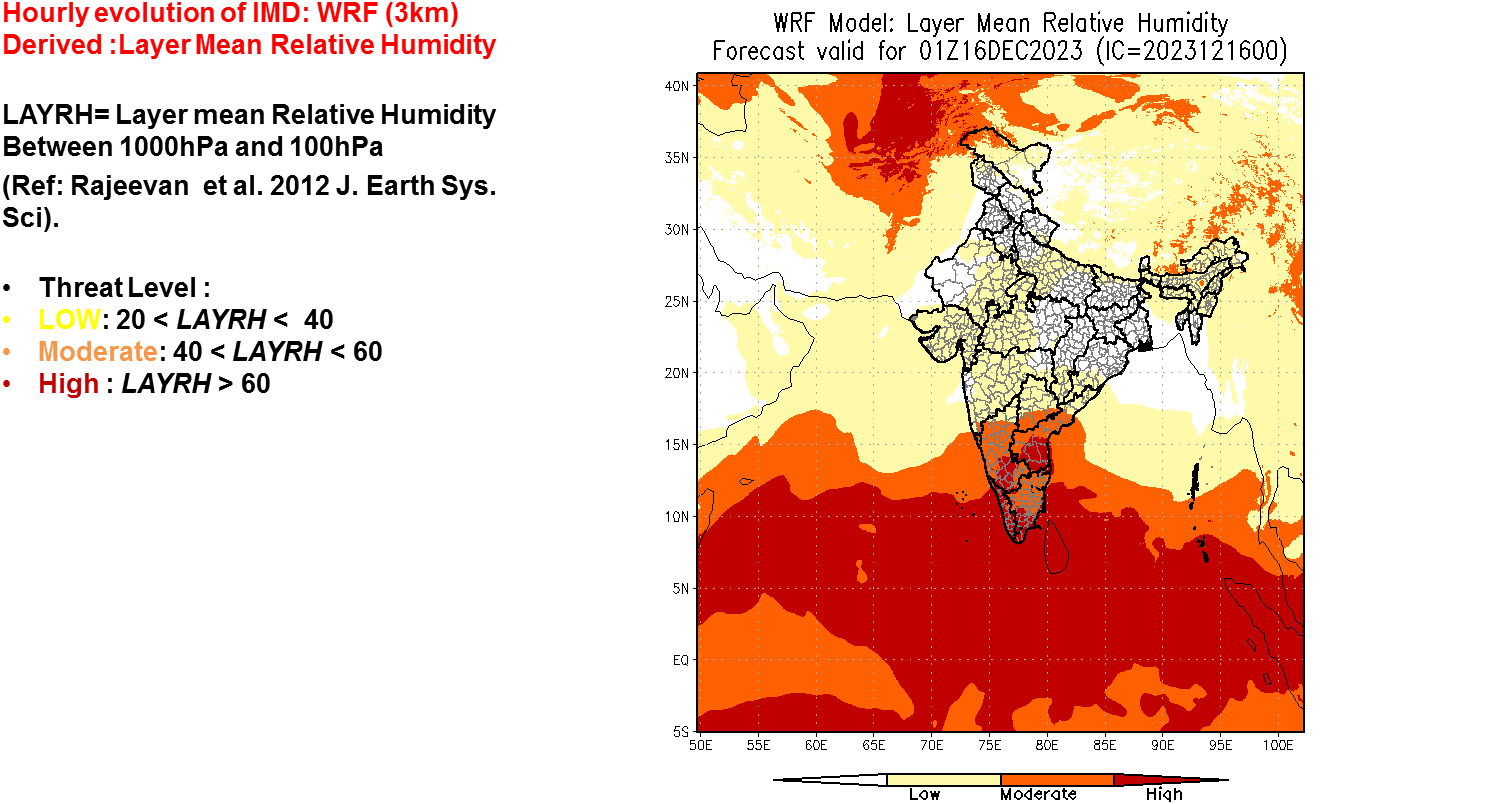 Hourly evolution of IMD: WRF (3km)
Derived :Layer Mean Relative Humidity
LAYRH= Layer mean Relative Humidity
Between 1000hPa and 100hPa
(Ref: Rajeevan et al. 2012 J. Earth Sys.
Sci).
• Threat Level :
• LOW: 20 < LAYRH < 40
• Moderate: 40 < LAYRH < 60
• High : LAYRH > 60
WRF Model: Layer Mean Relative Humidity
Forecast valid for 01Z16DEC2023 (IC=2023121600)
40N
35N
30N
25N
20N
15N
10N
5N
EQ
5S
50E 55E 60E 65E 70E 75E 80E 85E 90E 95E 100E
Low Moderate High